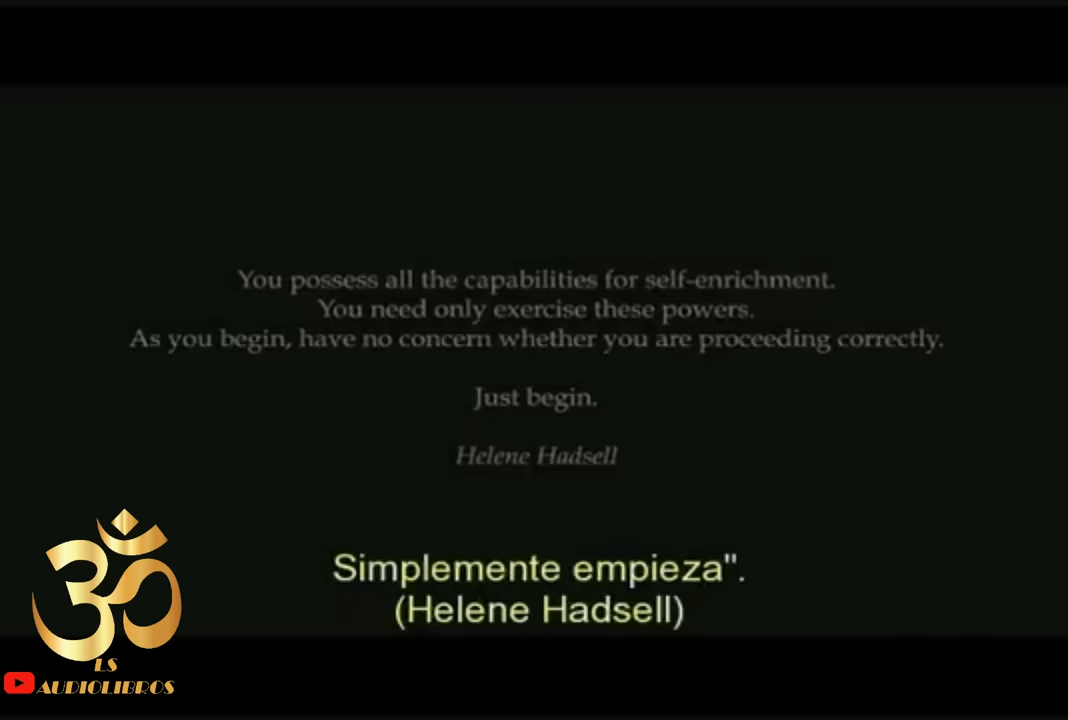 You possess all the capabilities for self-enrichment.
You need only exercise these powers.
As you begin, have no concern whether you are proceeding correctly.
Just begin.
Helene Hadsell
Simplemente empieza".
(Helene Hadsell)
ॐ
LS
AUDIOLIBROS